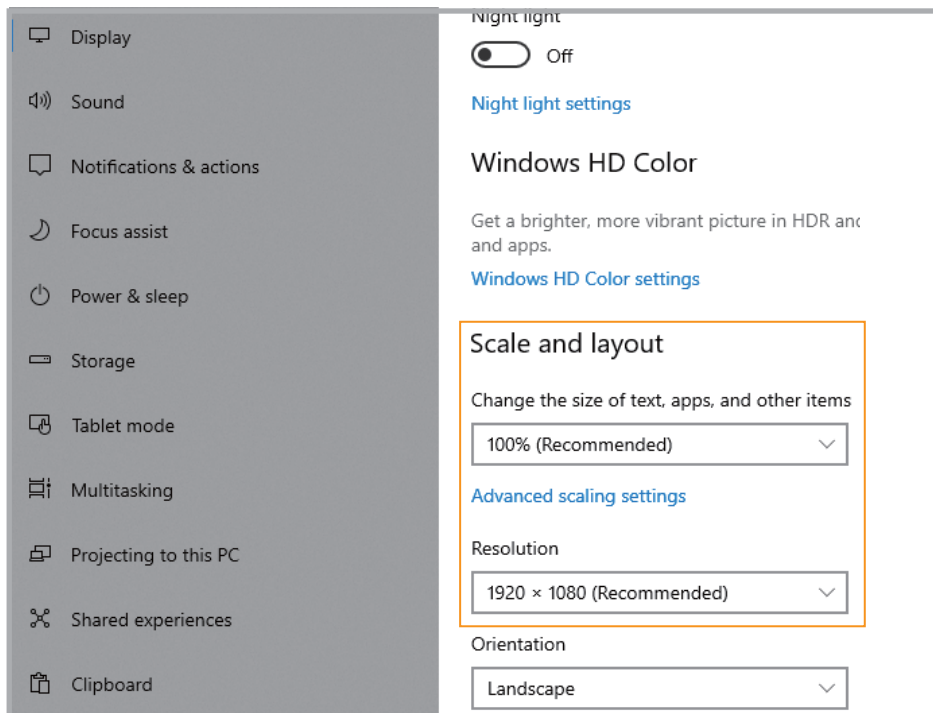 Display
Sound
Notifications & actions
Focus assist
Power & sleep
Storage
Tablet mode
Multitasking
Projecting to this PC
Shared experiences
Clipboard
Night light
Off
Night light settings
Windows HD Color
Get a brighter, more vibrant picture in HDR and
and apps.
Windows HD Color settings
Scale and layout
Change the size of text, apps, and other items
100% (Recommended)
Advanced scaling settings
Resolution
1920 × 1080 (Recommended)
Orientation
Landscape